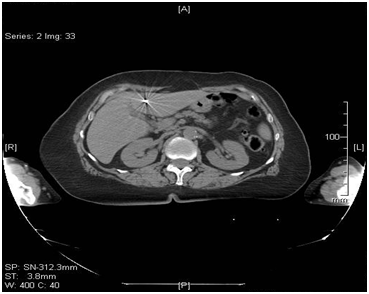 [A]
Series: 2 Img: 33
[R]
100
[L]
mm
SP: SN-312.3mm
ST: 3.8mm
W: 400 C: 40
[P]